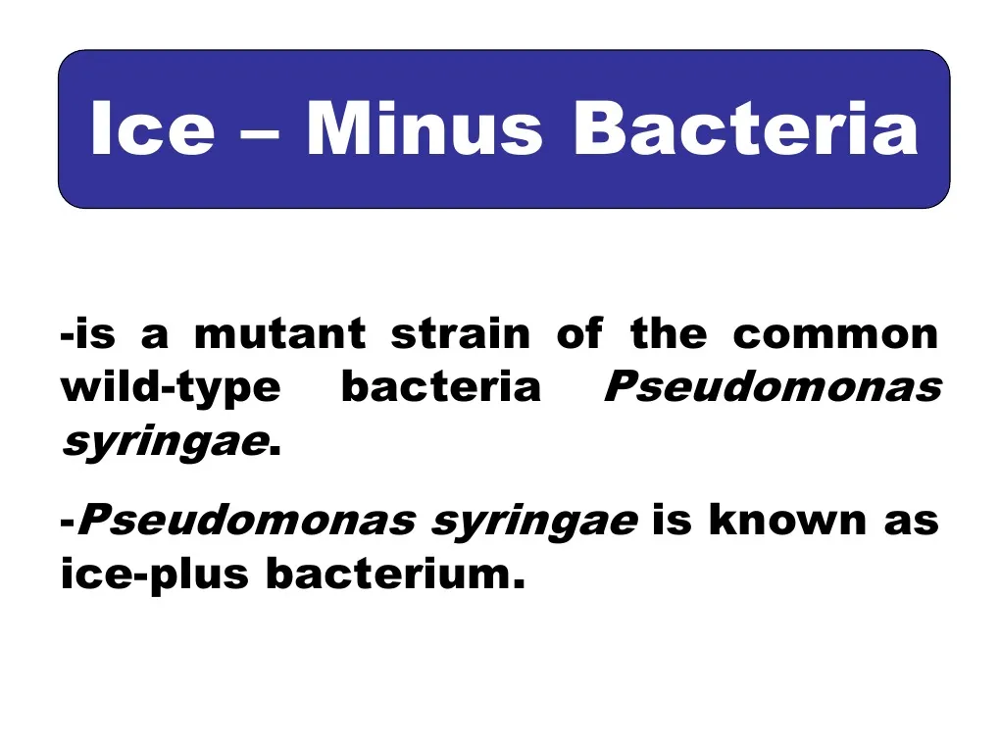 Ice – Minus Bacteria
-is a mutant strain of the common
wild-type bacteria Pseudomonas
syringae.
-Pseudomonas syringae is known as
ice-plus bacterium.